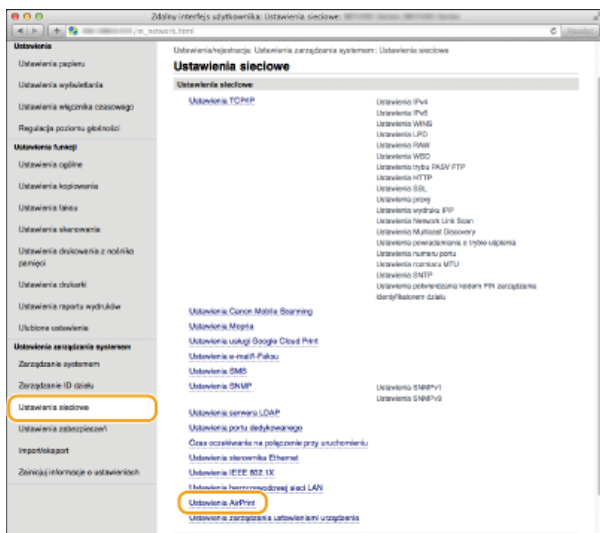 Zdalny interfejs użytkownika: Ustawienia sieciowe:
/m_network.html
Reader
Ustawienia
Ustawienia papieru
Ustawienia wyświetlania
Ustawienia włącznika czasowego
Regulacja poziomu głośności
Ustawienia funkcji
Ustawienia ogólne
Ustawienia kopiowania
Ustawienia faksu
Ustawienia skanowania
Ustawienia drukowania z nośnika
pamięci
Ustawienia drukarki
Ustawienia raportu wydruków
Ulubione ustawienia
Ustawienia zarządzania systemem
Zarządzanie systemem
Zarządzanie ID działu
Ustawienia sieciowe
Ustawienia zabezpieczeń
Import/eksport
Zainicjuj informacje o ustawieniach
Ustawienia/rejestracja: Ustawienia zarządzania systemem: Ustawienia sieciowe
Ustawienia sieciowe
Ustawienia sieciowe
Ustawienia TCP/IP
Ustawienia IPv4
Ustawienia IPv6
Ustawienia WINS
Ustawienia LPD
Ustawienia RAW
Ustawienia WSD
Ustawienia trybu PASV FTP
Ustawienia HTTP
Ustawienia SSL
Ustawienia proxy
Ustawienia wydruku IPP
Ustawienia Network Link Scan
Ustawienia Multicast Discovery
Ustawienia powiadamiania o trybie uśpienia
Ustawienia numeru portu
Ustawienia rozmiaru MTU
Ustawienia SNTP
Ustawienia potwierdzania kodem PIN zarządzania
identyfikatorem działu
Ustawienia Canon Mobile Scanning
Ustawienia Mopria
Ustawienia usługi Google Cloud Print
Ustawienia e-mail/I-Faksu
Ustawienia SMB
Ustawienia SNMP
Ustawienia SNMPv1
Ustawienia SNMPv3
Ustawienia serwera LDAP
Ustawienia portu dedykowanego
Czas oczekiwania na połączenie przy uruchomieniu
Ustawienia sterownika Ethernet
Ustawienia IEEE 802.1X
Ustawienia bezprzewodowej sieci LAN
Ustawienia AirPrint
Ustawienia zarządzania ustawieniami urządzenia